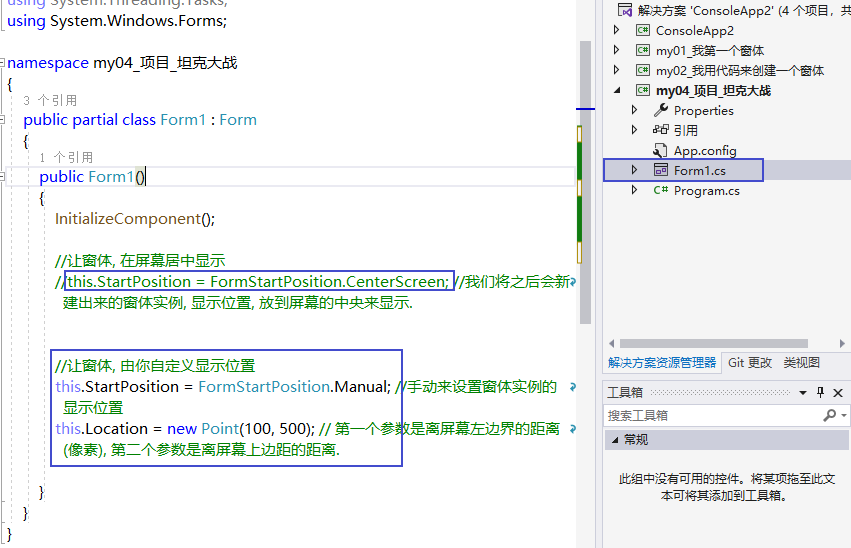 using System.Threading.Tasks;
using System.Windows.Forms;
namespace my04_项目_坦克大战
{
3 个引用
public partial class Form1 : Form
{
1 个引用
public Form1()
{
InitializeComponent();
//让窗体, 在屏幕居中显示
//this.StartPosition = FormStartPosition.CenterScreen; //我们将之后会新
建出来的窗体实例, 显示位置, 放到屏幕的中央来显示.
//让窗体, 由你自定义显示位置
this.StartPosition = FormStartPosition.Manual; //手动来设置窗体实例的
显示位置
this.Location = new Point(100, 500); // 第一个参数是离屏幕左边界的距离
(像素), 第二个参数是离屏幕上边距的距离.
}
}
}
解决方案 'ConsoleApp2' (4 个项目, 共
C# ConsoleApp2
C# my01_我第一个窗体
C# my02_我用代码来创建一个窗体
C# my04_项目_坦克大战
Properties
引用
App.config
Form1.cs
C# Program.cs
解决方案资源管理器 Git 更改 类视图
工具箱
搜索工具箱
常规
此组中没有可用的控件。将某项拖至此文
本可将其添加到工具箱。